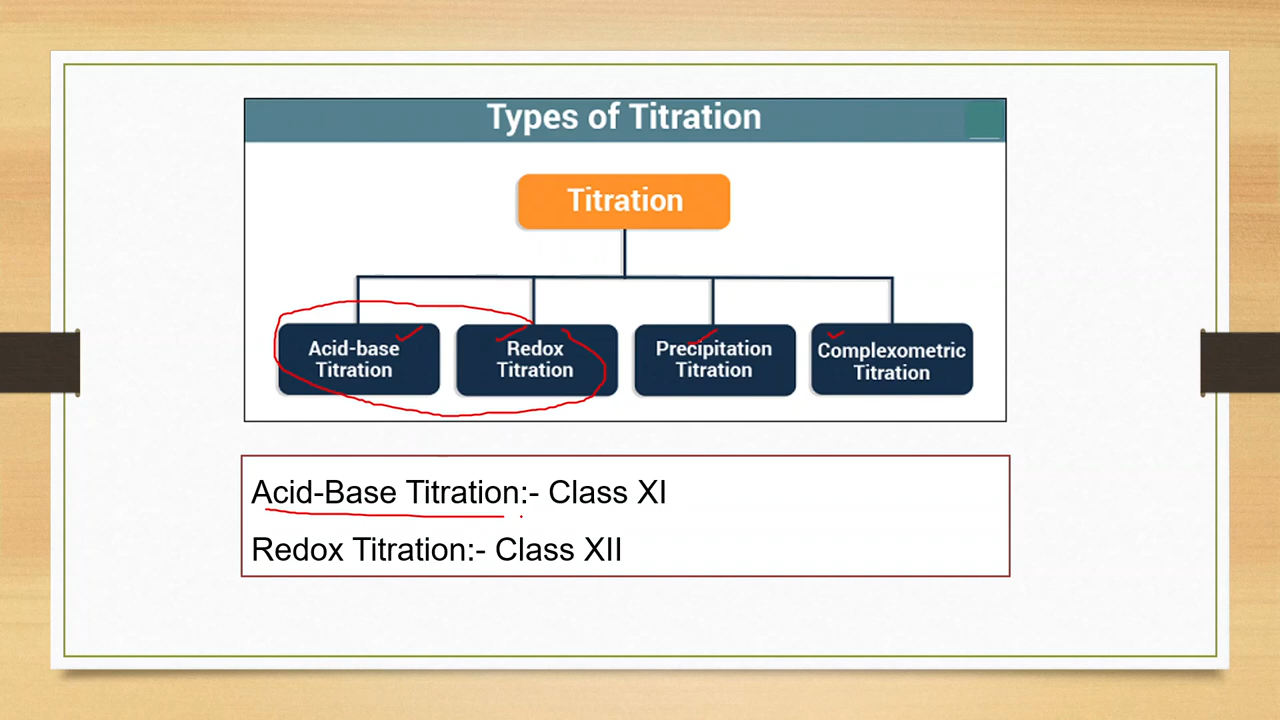 Types of Titration
Titration
Acid-base
Titration
Redox
Titration
Precipitation
Titration
Complexometric
Titration
Acid-Base Titration:- Class XI
Redox Titration:- Class XII